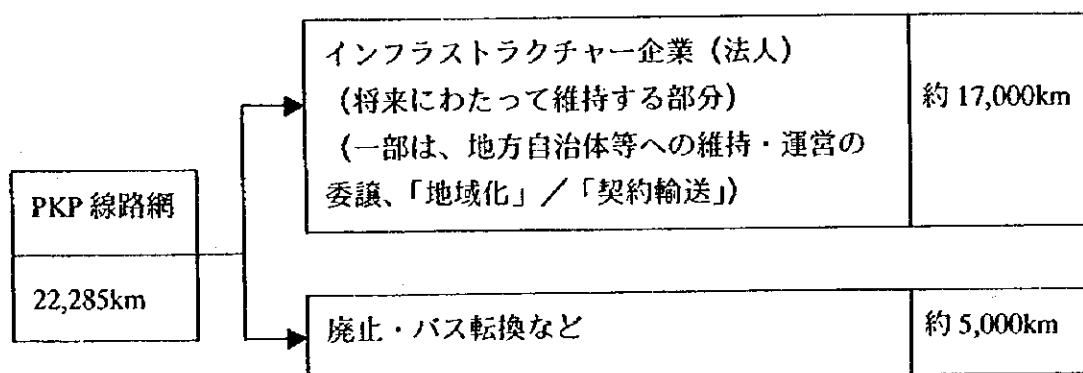 PKP 線路網
22,285km
インフラストラクチャー企業（法人）
（将来にわたって維持する部分）
（一部は、地方自治体等への維持・運営の
委譲、「地域化」／「契約輸送」）
約 17,000km
廃止・バス転換など
約 5,000km